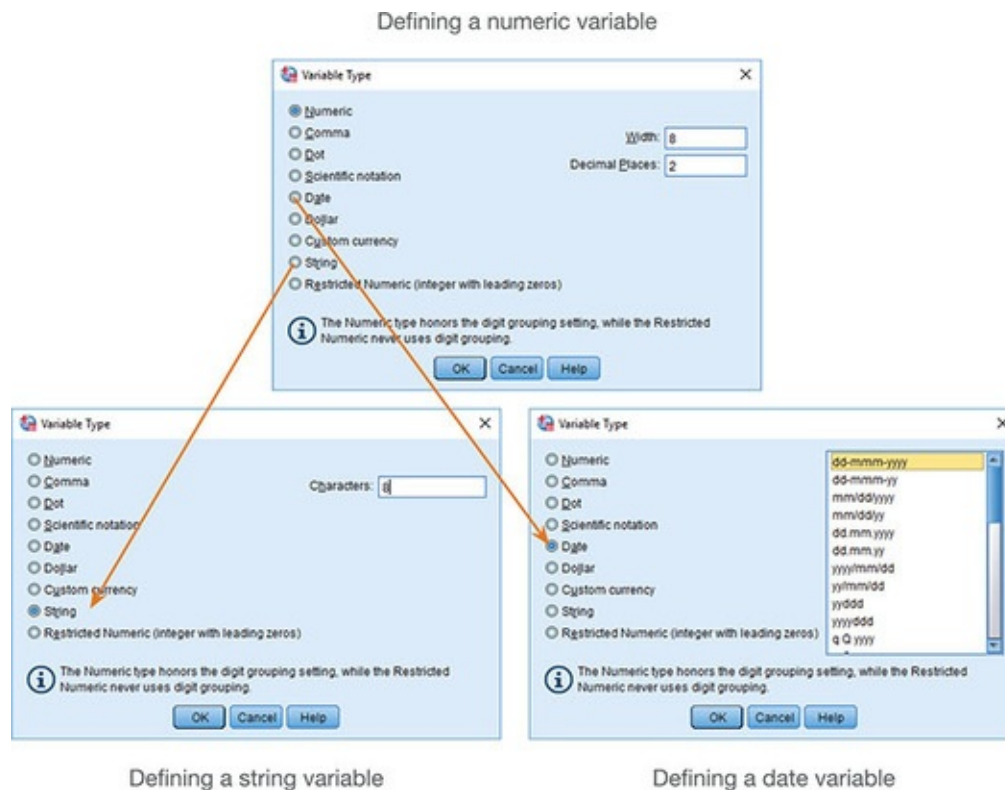 Defining a numeric variable
Variable Type
Numeric
Comma
Dot
Scientific notation
Date
Dollar
Custom currency
String
Restricted Numeric (integer with leading zeros)
Width: 8
Decimal Places: 2
The Numeric type honors the digit grouping setting, while the Restricted
Numeric never uses digit grouping.
OK Cancel Help
Variable Type
Numeric
Comma
Dot
Scientific notation
Date
Dollar
Custom currency
String
Restricted Numeric (integer with leading zeros)
Characters: 8
The Numeric type honors the digit grouping setting, while the Restricted
Numeric never uses digit grouping.
OK Cancel Help
Defining a string variable
Variable Type
Numeric
Comma
Dot
Scientific notation
Date
Dollar
Custom currency
String
Restricted Numeric (integer with leading zeros)
dd-mmm-yyyy
dd-mmm-yy
mm/dd/yyyy
mm/dd/yy
dd.mm.yyyy
dd.mm.yy
yyyy/mm/dd
yy/mm/dd
yyddd
yyyyddd
q Q yyyy
The Numeric type honors the digit grouping setting, while the Restricted
Numeric never uses digit grouping.
OK Cancel Help
Defining a date variable